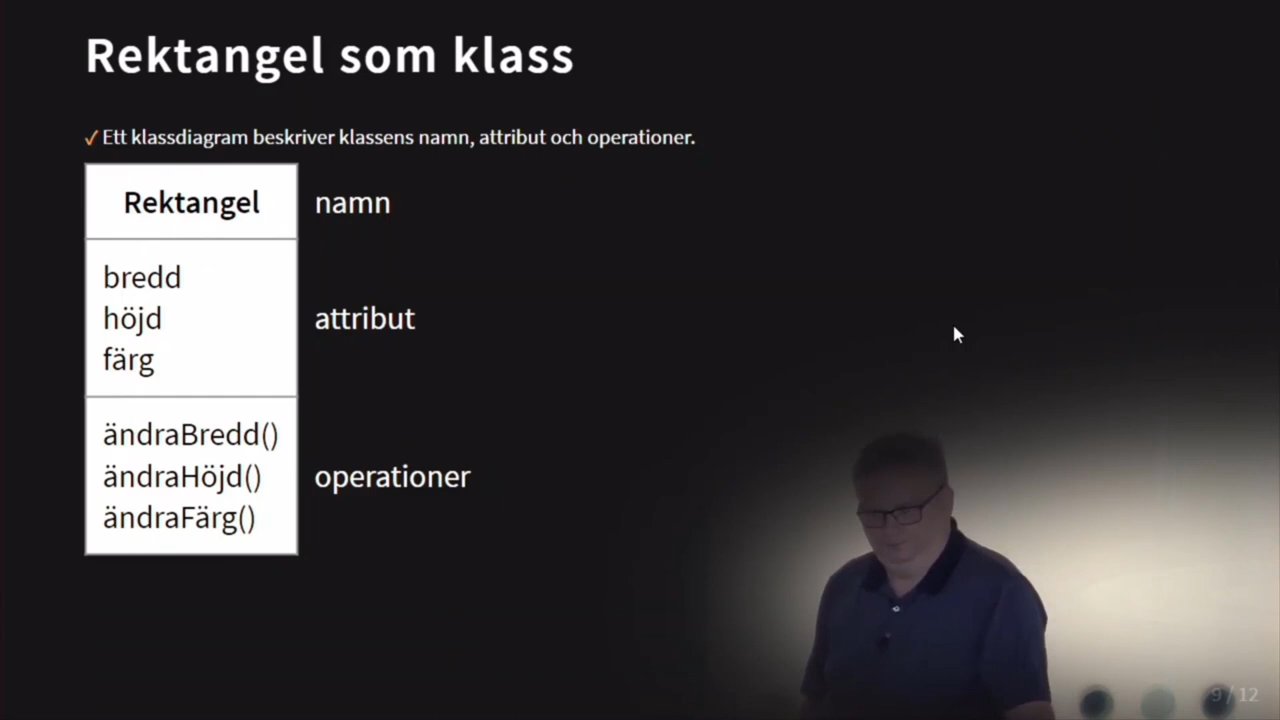 Rektangel som klass
✓ Ett klassdiagram beskriver klassens namn, attribut och operationer.
Rektangel namn
bredd
höjd attribut
färg
ändraBredd()
ändraHöjd() operationer
ändraFärg()
9 / 12